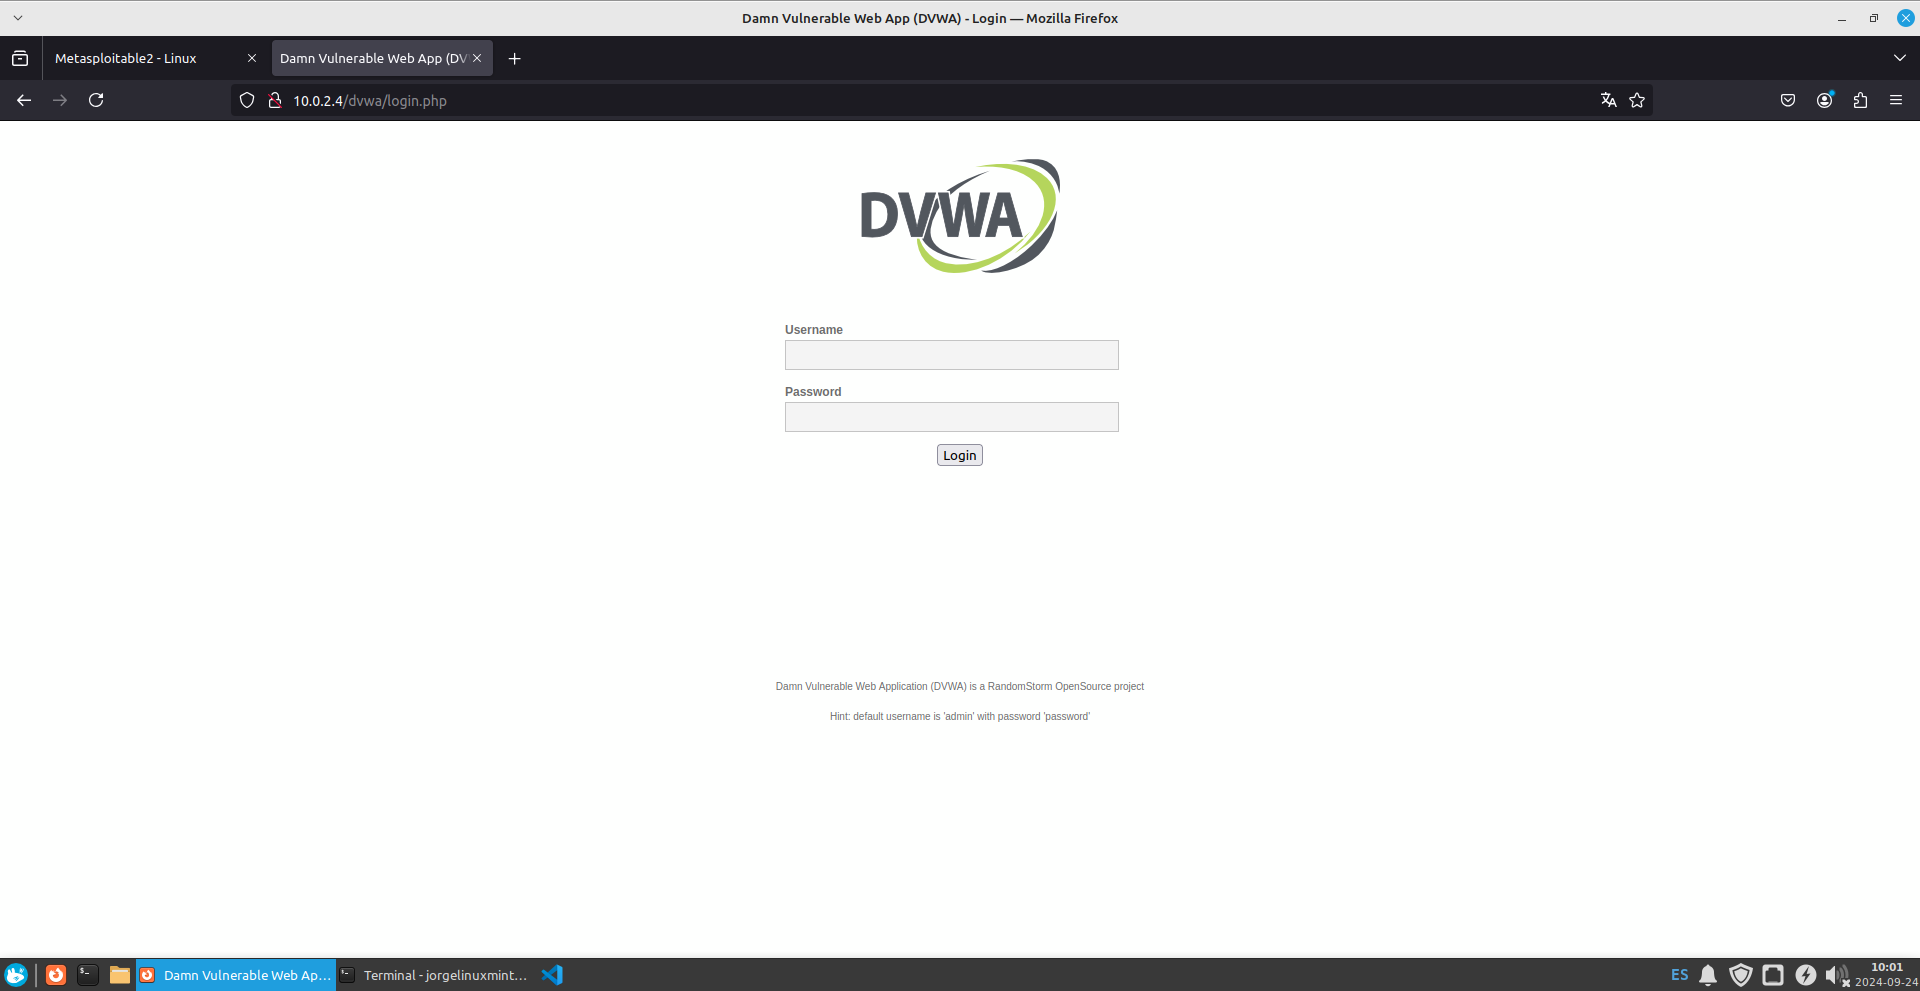 Damn Vulnerable Web App (DVWA) - Login — Mozilla Firefox
Metasploitable2 - Linux
Damn Vulnerable Web App (DV
10.0.2.4/dvwa/login.php
DVWA
Username
Password
Login
Damn Vulnerable Web Application (DVWA) is a RandomStorm OpenSource project
Hint: default username is 'admin' with password 'password'
Damn Vulnerable Web Ap...
Terminal - jorgelinuxmint...
ES
10:01
2024-09-24